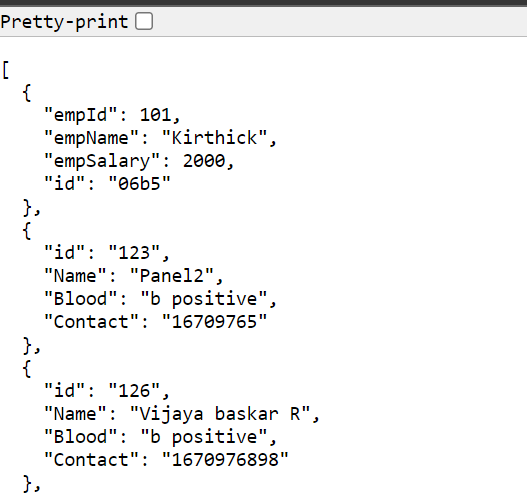 Pretty-print
[
  {
    "empId": 101,
    "empName": "Kirthick",
    "empSalary": 2000,
    "id": "06b5"
  },
  {
    "id": "123",
    "Name": "Panel2",
    "Blood": "b positive",
    "Contact": "16709765"
  },
  {
    "id": "126",
    "Name": "Vijaya baskar R",
    "Blood": "b positive",
    "Contact": "1670976898"
  },